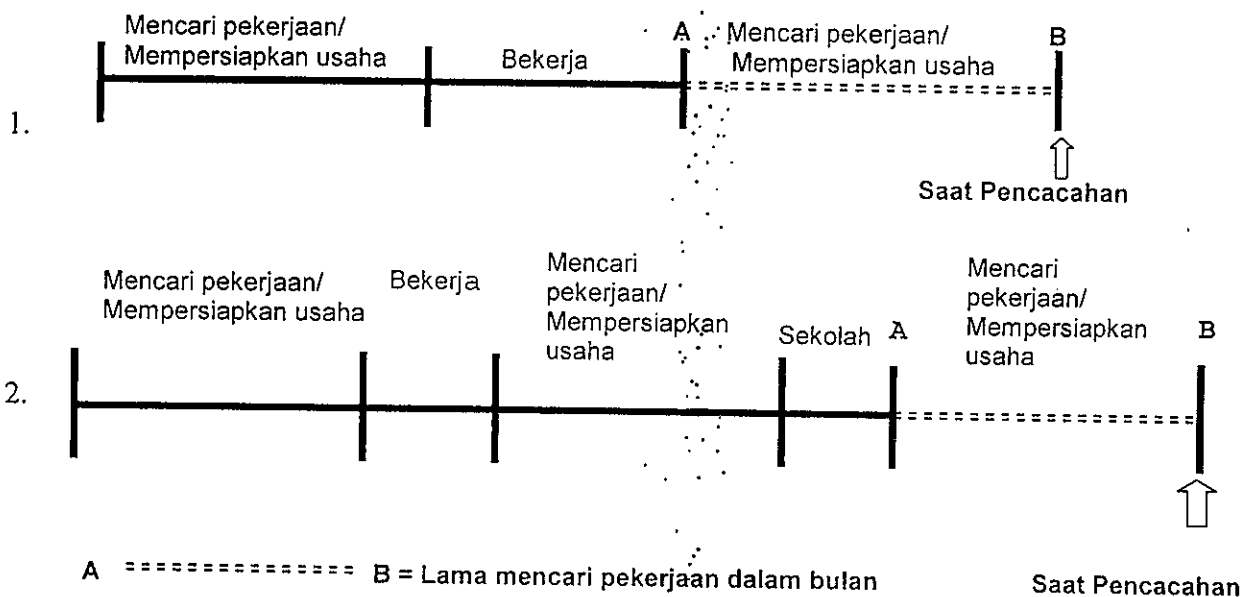 Mencari pekerjaan/
Mempersiapkan usaha
Bekerja
A
Mencari pekerjaan/
Mempersiapkan usaha
B
1.
Saat Pencacahan
Mencari pekerjaan/
Mempersiapkan usaha
Bekerja
Mencari
pekerjaan/
Mempersiapkan
usaha
Sekolah
A
Mencari
pekerjaan/
Mempersiapkan
usaha
B
2.
A ================= B = Lama mencari pekerjaan dalam bulan
Saat Pencacahan